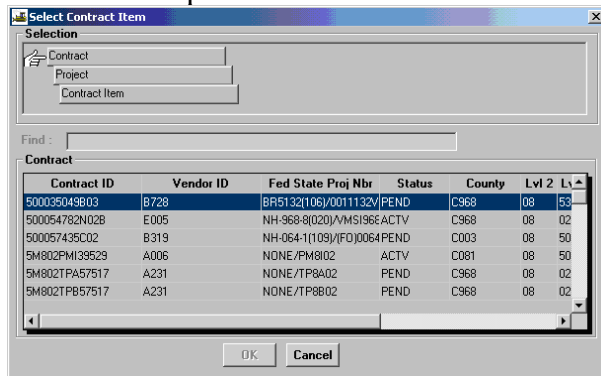 Select Contract Item
Selection
Contract
Project
Contract Item
Find :
Contract
Contract ID Vendor ID Fed State Proj Nbr Status County Lvl 2 Lv
500035049B03 B728 BR5132(106)/0011132V PEND C968 08 53
500054782N02B E005 NH-968-8(020)/VMSI968 ACTV C968 08 02
500057435C02 B319 NH-064-1(109)/(FO)0064 PEND C003 08 50
5M802PMI39529 A006 NONE/PM8I02 ACTV C081 08 50
5M802TPA57517 A231 NONE/TP8A02 PEND C968 08 02
5M802TPB57517 A231 NONE/TP8B02 PEND C968 08 02
OK Cancel